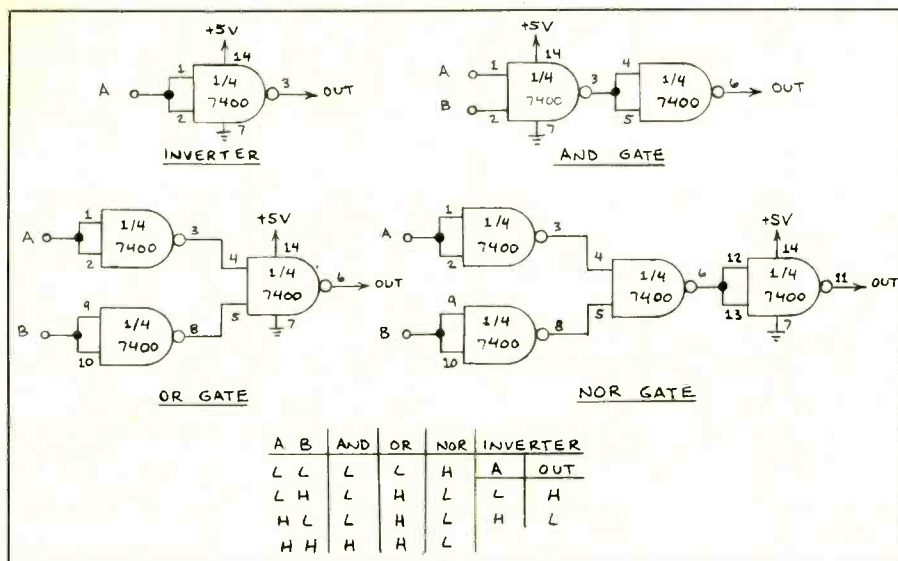 +5V
14
A
1
2
1/4
7400
3
OUT
7
INVERTER
+5V
14
A
B
1
2
1/4
7400
3
7
4
5
1/4
7400
6
OUT
AND GATE
A
1
2
1/4
7400
3
B
9
10
1/4
7400
8
4
5
+5V
14
1/4
7400
6
OUT
7
OR GATE
A
1
2
1/4
7400
3
B
9
10
1/4
7400
8
4
5
1/4
7400
6
12
13
+5V
14
1/4
7400
11
OUT
7
NOR GATE
A B AND OR NOR INVERTER
A OUT
L L L L H
L H L H L L H
H L L H L H L
H H H H L